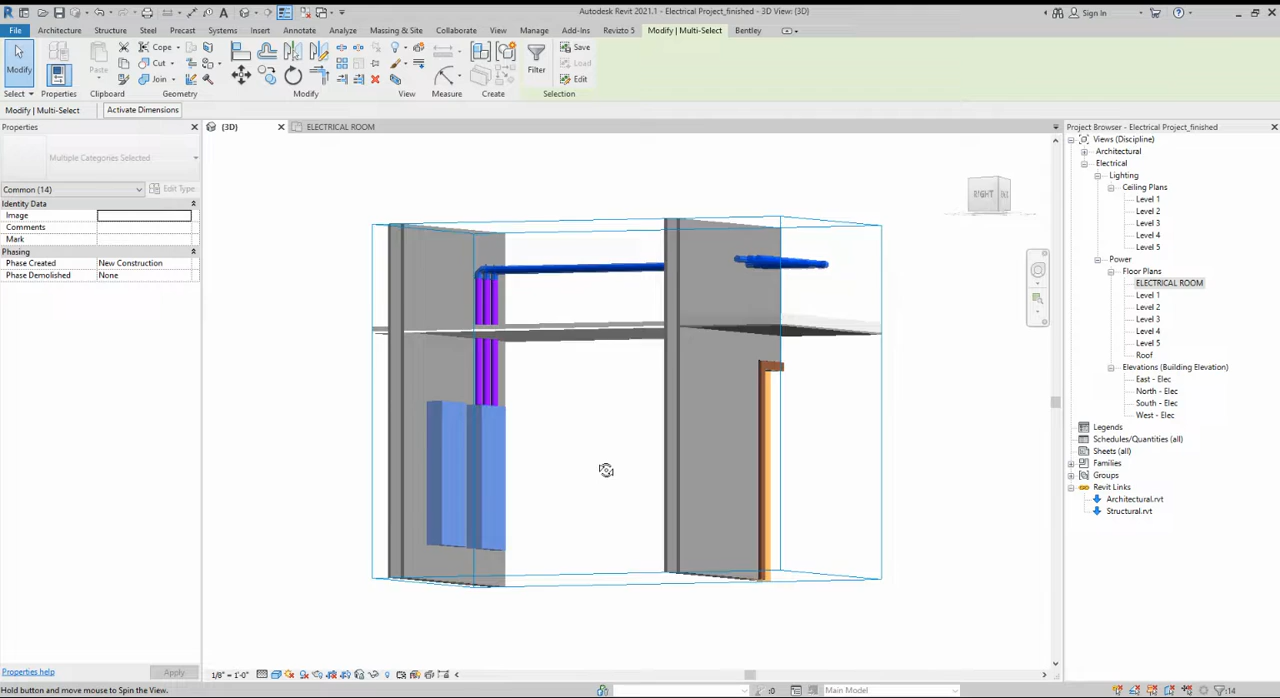 Autodesk Revit 2021.1 - Electrical Project_finished - 3D View: {3D}
Sign In
File Architecture Structure Steel Precast Systems Insert Annotate Analyze Massing & Site Collaborate View Manage Add-Ins Revizto 5 Modify | Multi-Select Bentley
Modify
Properties
Paste
Cope
Cut
Join
Filter
Save
Load
Edit
Select Properties Clipboard Geometry Modify View Measure Create Selection
Modify | Multi-Select Activate Dimensions
Properties
{3D}
ELECTRICAL ROOM
Project Browser - Electrical Project_finished
Multiple Categories Selected
Common (14)
Edit Type
Identity Data
Image
Comments
Mark
Phasing
Phase Created New Construction
Phase Demolished None
RIGHT
Views (Discipline)
Architectural
Electrical
Lighting
Ceiling Plans
Level 1
Level 2
Level 3
Level 4
Level 5
Power
Floor Plans
ELECTRICAL ROOM
Level 1
Level 2
Level 3
Level 4
Level 5
Roof
Elevations (Building Elevation)
East - Elec
North - Elec
South - Elec
West - Elec
Legends
Schedules/Quantities (all)
Sheets (all)
Families
Groups
Revit Links
Architectural.rvt
Structural.rvt
Properties help
Apply
1/8" = 1'-0"
Hold button and move mouse to Spin the View.
:0
Main Model
:14